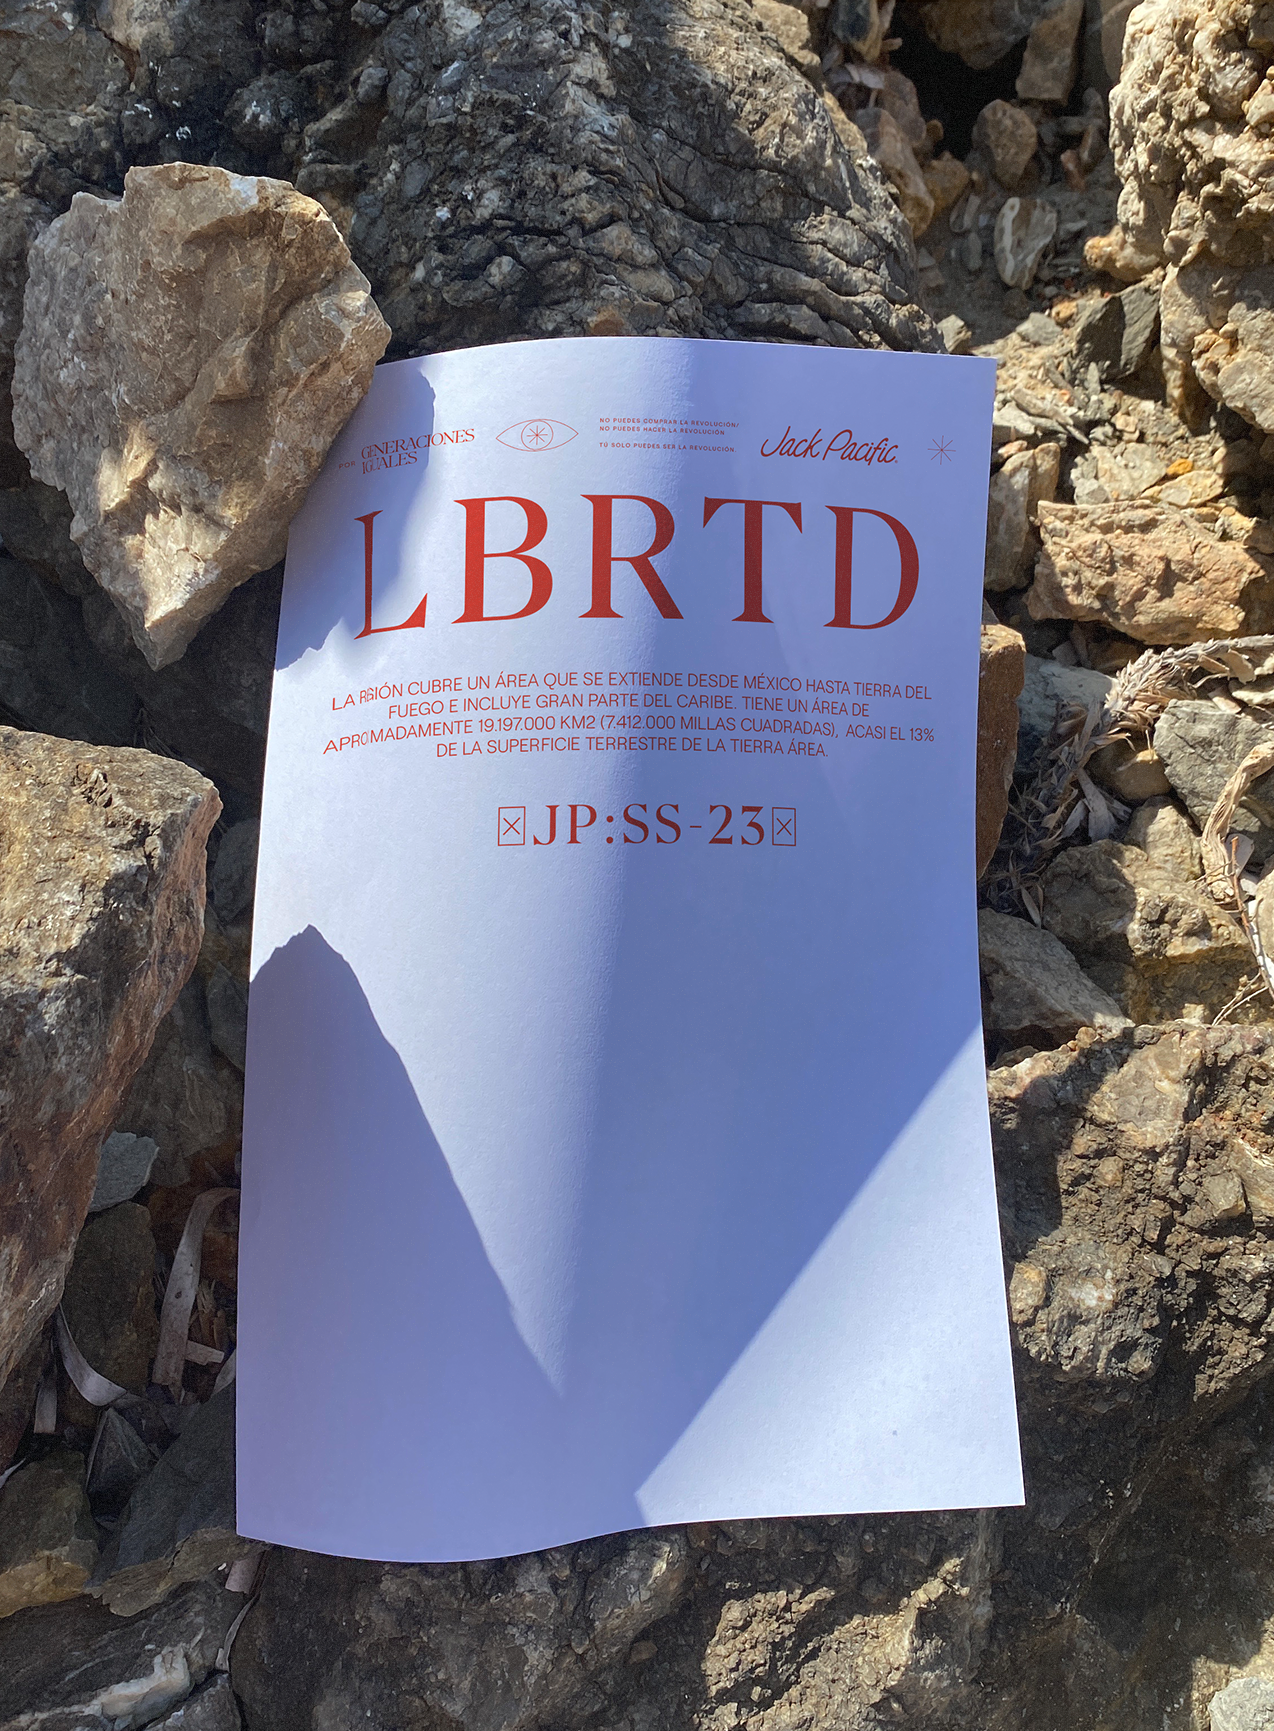 POR GENERACIONES
IGUALES
NO PUEDES COMPRAR LA REVOLUCIÓN/
NO PUEDES HACER LA REVOLUCIÓN
TÚ SOLO PUEDES SER LA REVOLUCIÓN.
Jack Pacific.
LBRTD
LA REGIÓN CUBRE UN ÁREA QUE SE EXTIENDE DESDE MÉXICO HASTA TIERRA DEL
FUEGO E INCLUYE GRAN PARTE DEL CARIBE. TIENE UN ÁREA DE
MADAMENTE 19.197.000 KM2 (7.412.000 MILLAS CUADRADAS), ACASI EL 13%
DE LA SUPERFICIE TERRESTRE DE LA TIERRA ÁREA.
JP:SS-23